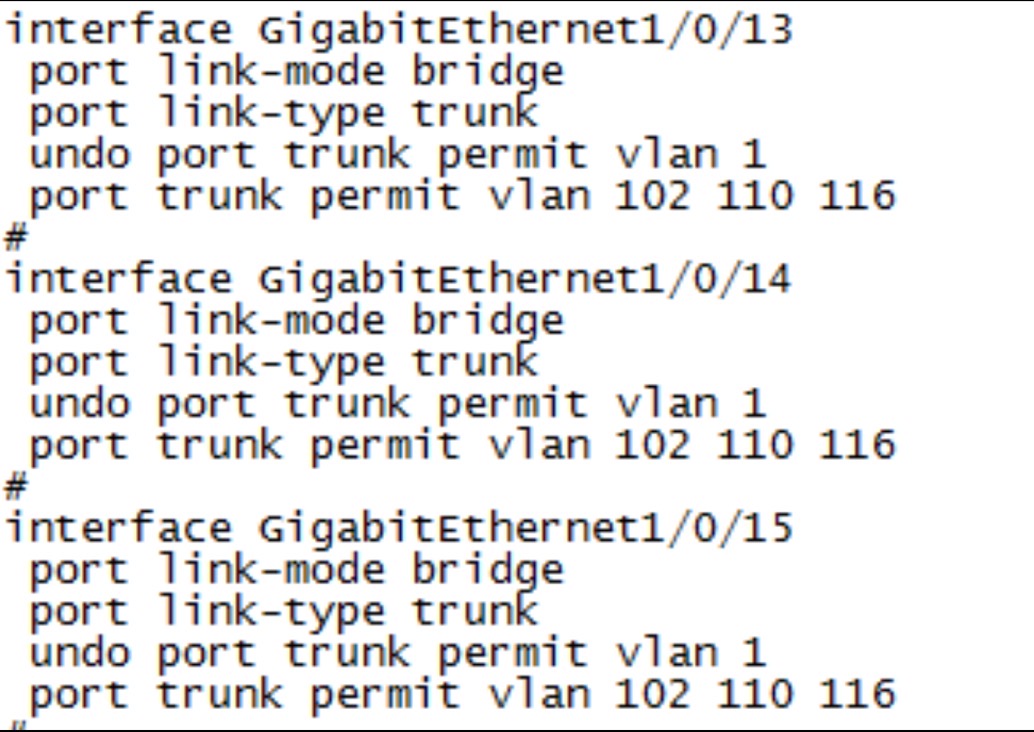 interface GigabitEthernet1/0/13
 port link-mode bridge
 port link-type trunk
 undo port trunk permit vlan 1
 port trunk permit vlan 102 110 116
#
interface GigabitEthernet1/0/14
 port link-mode bridge
 port link-type trunk
 undo port trunk permit vlan 1
 port trunk permit vlan 102 110 116
#
interface GigabitEthernet1/0/15
 port link-mode bridge
 port link-type trunk
 undo port trunk permit vlan 1
 port trunk permit vlan 102 110 116
#